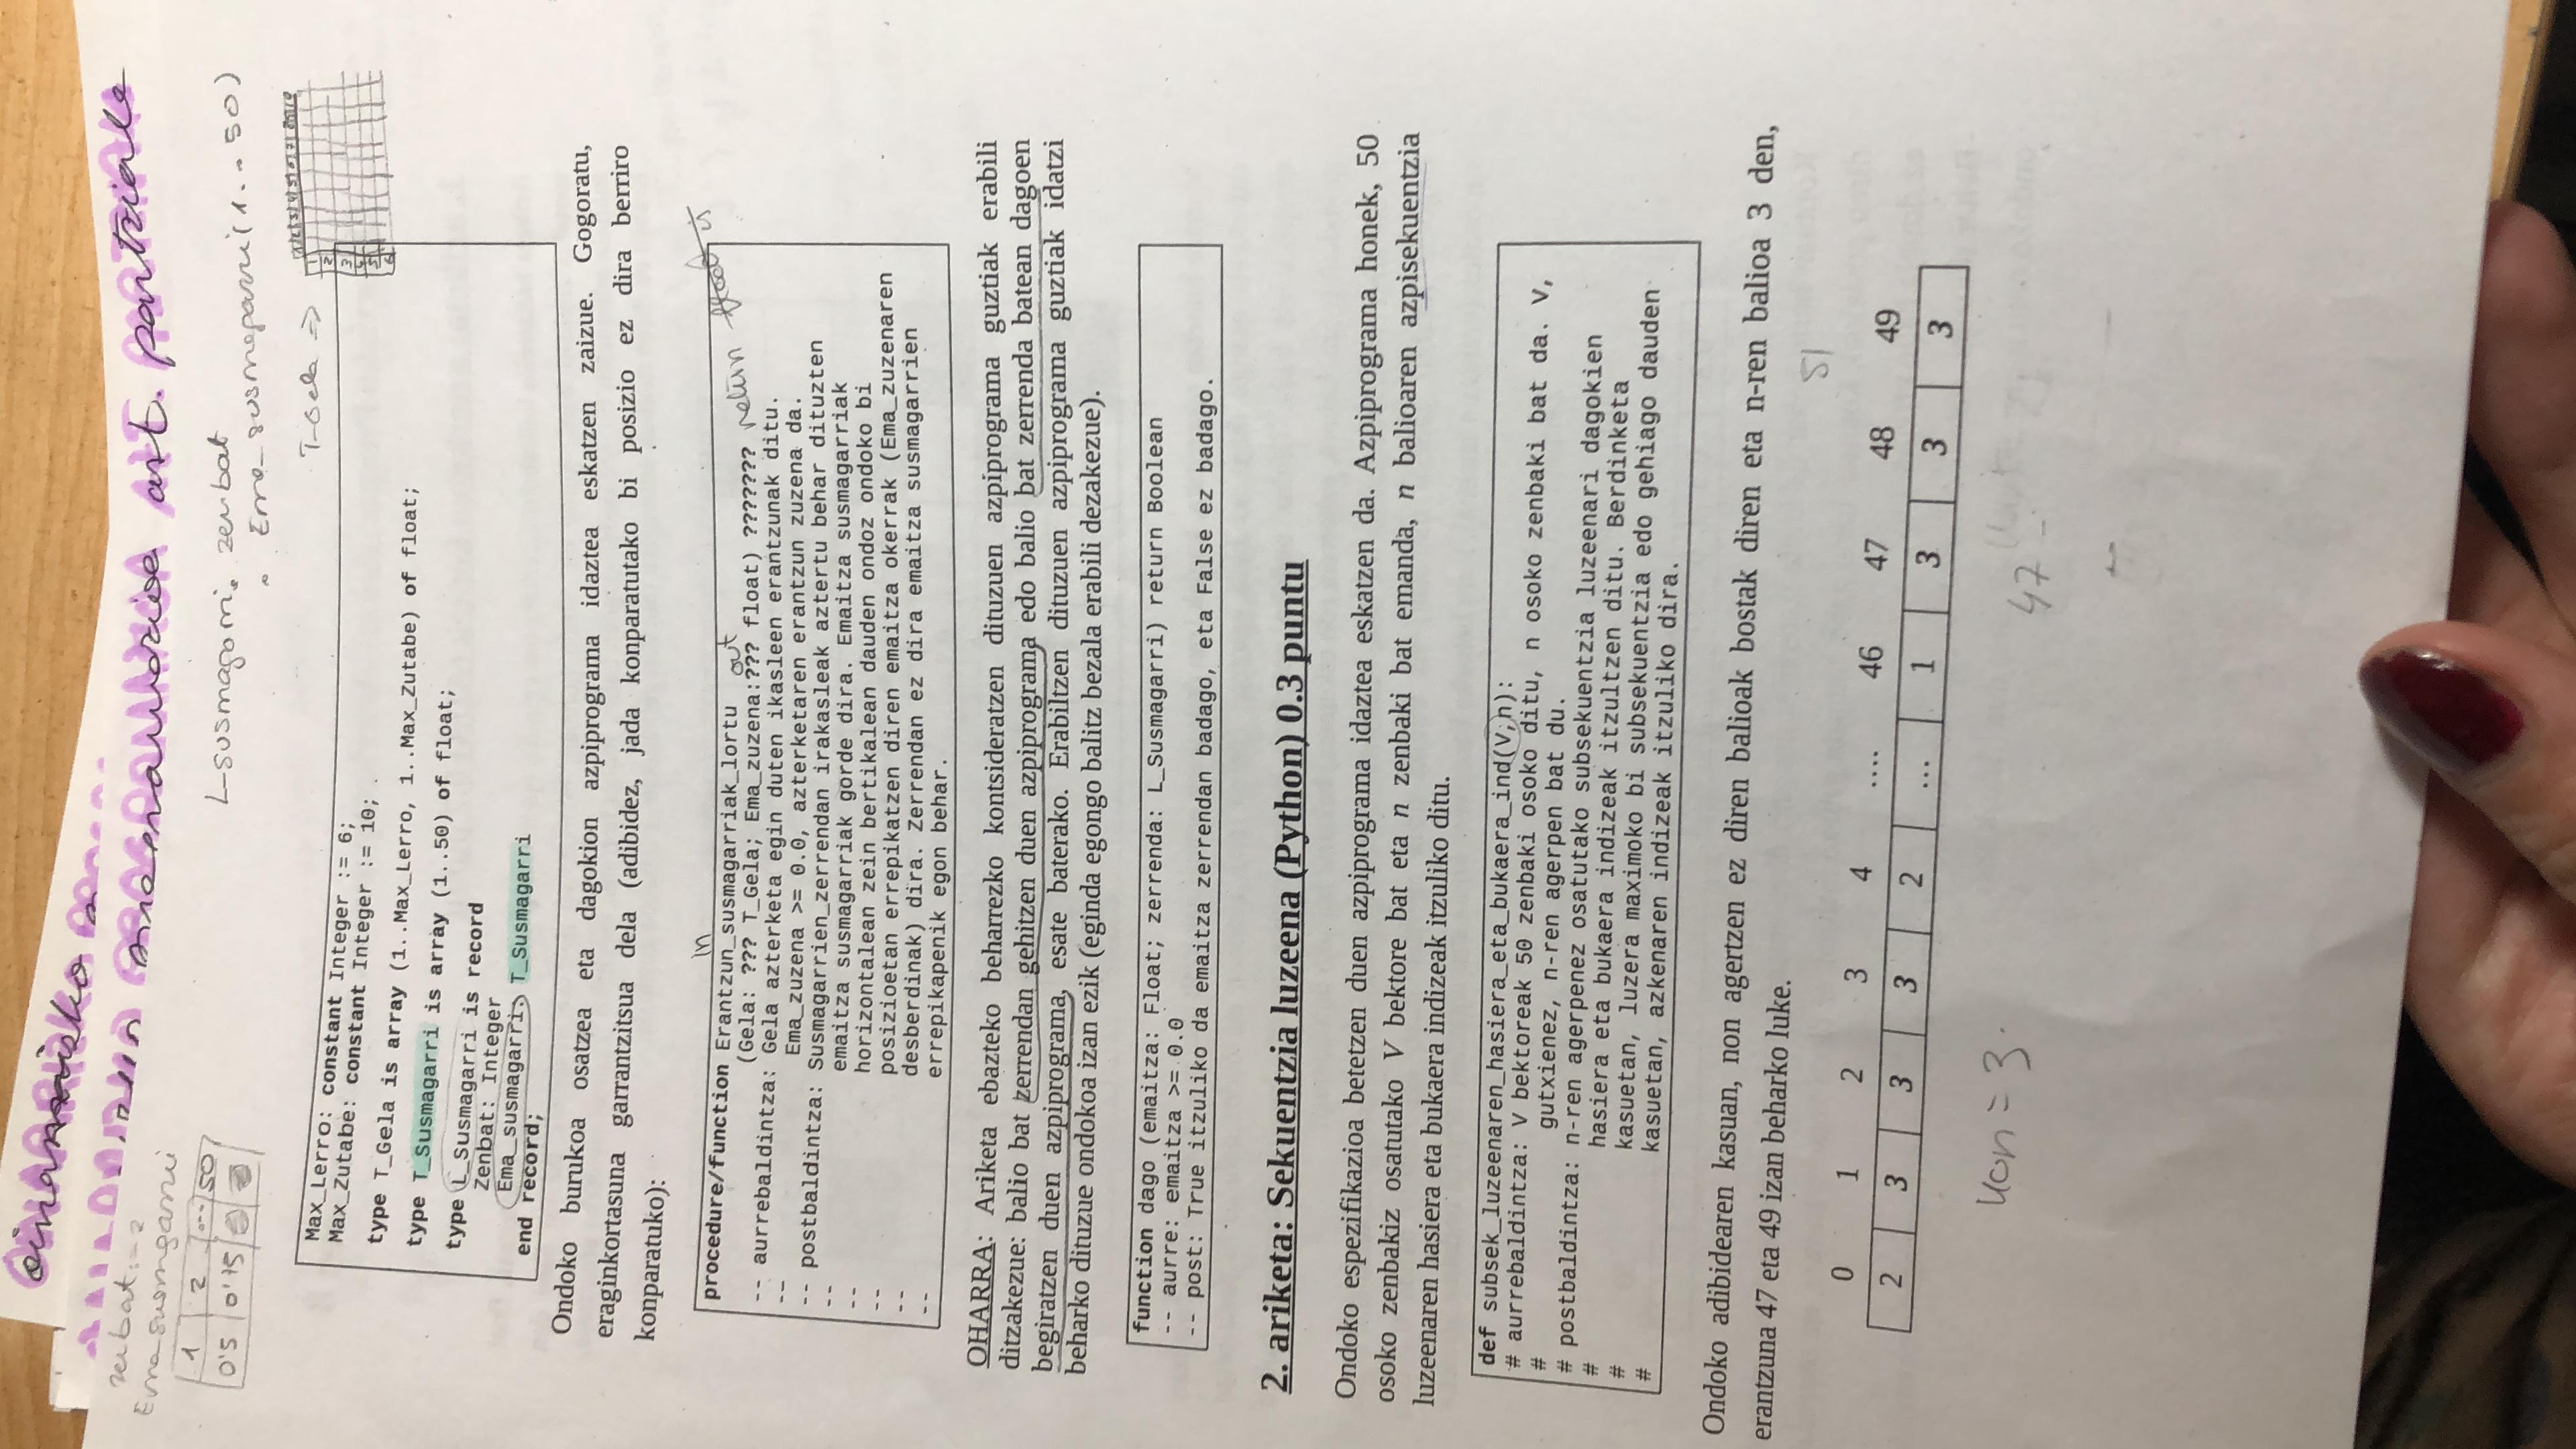 oinarrizko
programazioa ast. partziala
zenbat:=2
Ema_susmagarri
1 2 ... 50
0'5 0'75
L-susmagarri. zenbat
. Ema_susmagarri(1...50)
T-Gela =>
Max_Lerro: constant Integer := 6;
Max_Zutabe: constant Integer := 10;
type T_Gela is array (1..Max_Lerro, 1..Max_Zutabe) of float;
type T_Susmagarri is array (1..50) of float;
type L_Susmagarri is record
Zenbat: Integer
Ema_susmagarri: T_Susmagarri
end record;
Ondoko burukoa osatzea eta dagokion azpiprograma idaztea eskatzen zaizue. Gogoratu,
eraginkortasuna garrantzitsua dela (adibidez, jada konparatutako bi posizio ez dira berriro
konparatuko):
in
procedure/function Erantzun_susmagarriak_lortu
out
(Gela: ??? T_Gela; Ema_zuzena:??? float) ??????? return float is
-- aurrebaldintza: Gela azterketa egin duten ikasleen erantzunak ditu.
-- Ema_zuzena >= 0.0, azterketaren erantzun zuzena da.
-- postbaldintza: Susmagarrien_zerrendan irakasleak aztertu behar dituzten
-- emaitza susmagarriak gorde dira. Emaitza susmagarriak
-- horizontalean zein bertikalean dauden ondoz ondoko bi
-- posizioetan errepikatzen diren emaitza okerrak (Ema_zuzenaren
-- desberdinak) dira. Zerrendan ez dira emaitza susmagarrien
-- errepikapenik egon behar.
OHARRA: Ariketa ebazteko beharrezko kontsideratzen dituzuen azpiprograma guztiak erabili
ditzakezue: balio bat zerrendan gehitzen duen azpiprograma edo balio bat zerrenda batean dagoen
begiratzen duen azpiprograma, esate baterako. Erabiltzen dituzuen azpiprograma guztiak idatzi
beharko dituzue ondokoa izan ezik (eginda egongo balitz bezala erabili dezakezue).
function dago (emaitza: Float; zerrenda: L_Susmagarri) return Boolean
-- aurre: emaitza >= 0.0
-- post: True itzuliko da emaitza zerrendan badago, eta False ez badago.
2. ariketa: Sekuentzia luzeena (Python) 0.3 puntu
Ondoko espezifikazioa betetzen duen azpiprograma idaztea eskatzen da. Azpiprograma honek, 50
osoko zenbakiz osatutako V bektore bat eta n zenbaki bat emanda, n balioaren azpisekuentzia
luzeenaren hasiera eta bukaera indizeak itzuliko ditu.
def subsek_luzeenaren_hasiera_eta_bukaera_ind(V,n):
# aurrebaldintza: V bektoreak 50 zenbaki osoko ditu, n osoko zenbaki bat da. V,
# gutxienez, n-ren agerpen bat du.
# postbaldintza: n-ren agerpenez osatutako subsekuentzia luzeenari dagokien
# hasiera eta bukaera indizeak itzultzen ditu. Berdinketa
# kasuetan, luzera maximoko bi subsekuentzia edo gehiago dauden
# kasuetan, azkenaren indizeak itzuliko dira.
Ondoko adibidearen kasuan, non agertzen ez diren balioak bostak diren eta n-ren balioa 3 den,
erantzuna 47 eta 49 izan beharko luke.
51
0 1 2 3 4 .... 46 47 48 49
2 3 3 3 2 ... 1 3 3 3
kon = 3.
47 -